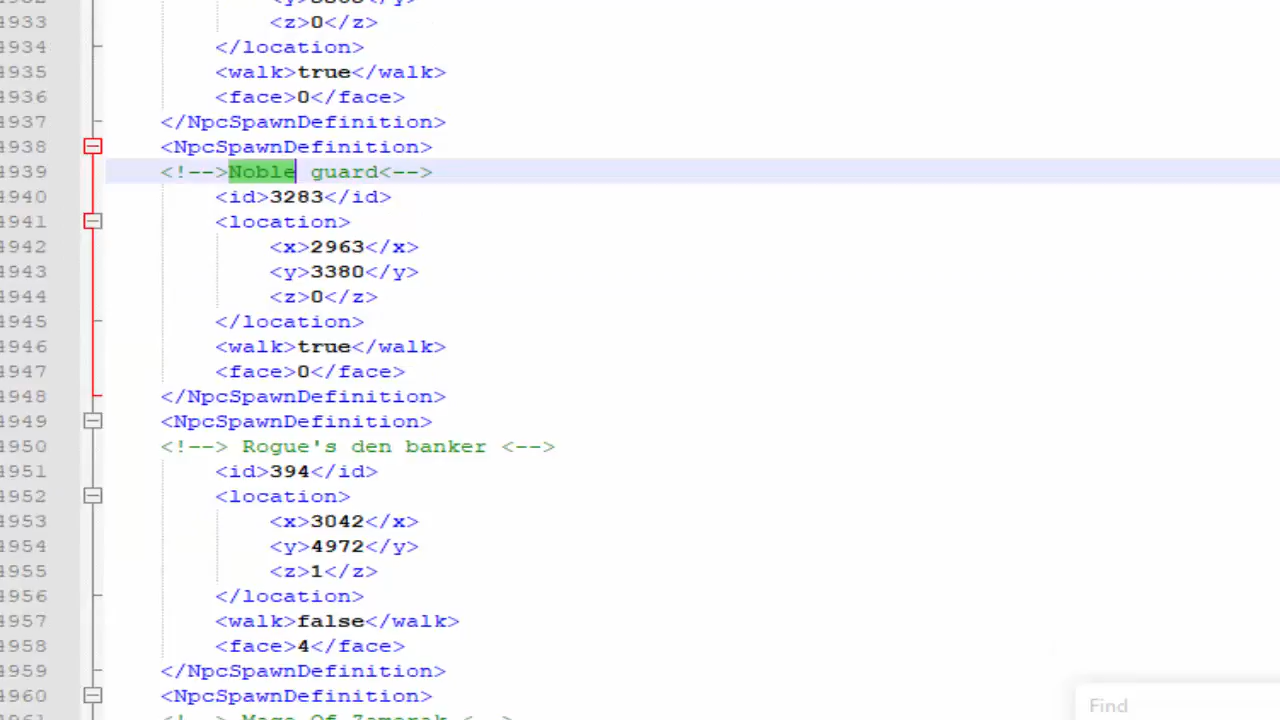 4933 <z>0</z>
4934 </location>
4935 <walk>true</walk>
4936 <face>0</face>
4937 </NpcSpawnDefinition>
4938 <NpcSpawnDefinition>
4939 <!-->Noble guard<-->
4940 <id>3283</id>
4941 <location>
4942 <x>2963</x>
4943 <y>3380</y>
4944 <z>0</z>
4945 </location>
4946 <walk>true</walk>
4947 <face>0</face>
4948 </NpcSpawnDefinition>
4949 <NpcSpawnDefinition>
4950 <!--> Rogue's den banker <-->
4951 <id>394</id>
4952 <location>
4953 <x>3042</x>
4954 <y>4972</y>
4955 <z>1</z>
4956 </location>
4957 <walk>false</walk>
4958 <face>4</face>
4959 </NpcSpawnDefinition>
4960 <NpcSpawnDefinition>
Find